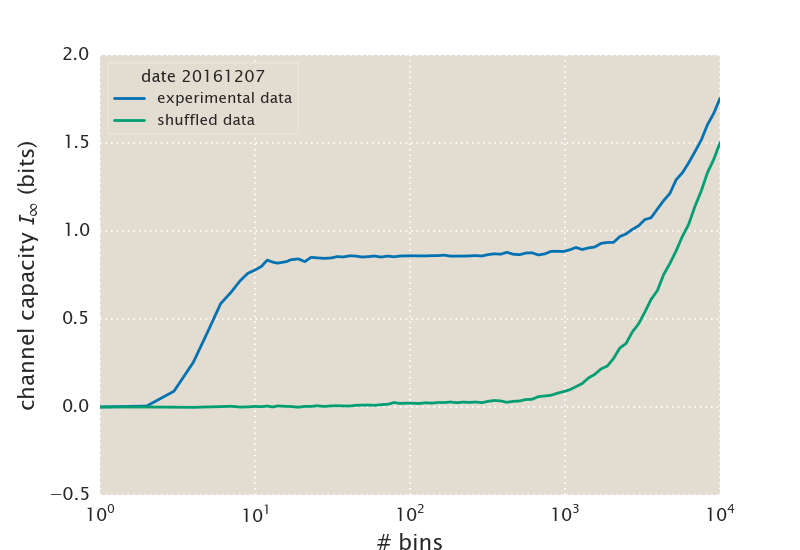 2.0
1.5
1.0
0.5
0.0
−0.5
channel capacity I∞ (bits)
date 20161207
experimental data
shuffled data
10⁰ 10¹ 10² 10³ 10⁴
# bins